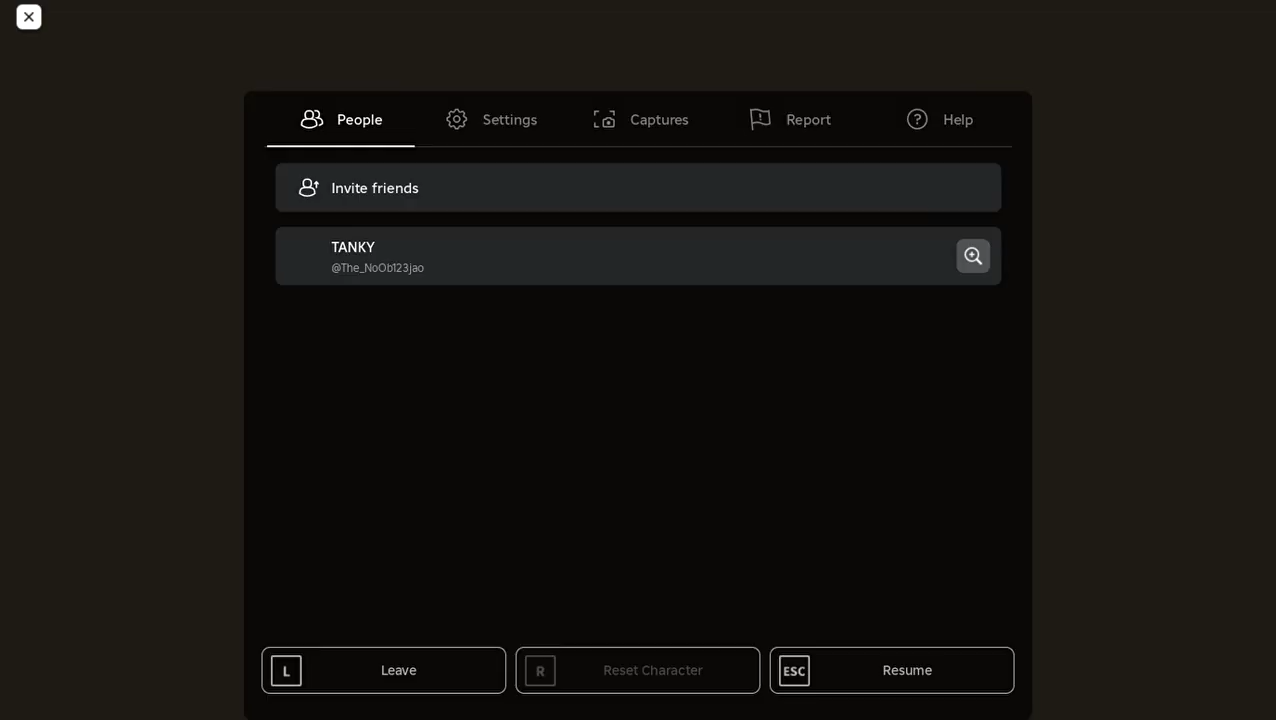 People
Settings
Captures
Report
Help
Invite friends
TANKY
@The_NoOb123jao
L
Leave
R
Reset Character
ESC
Resume